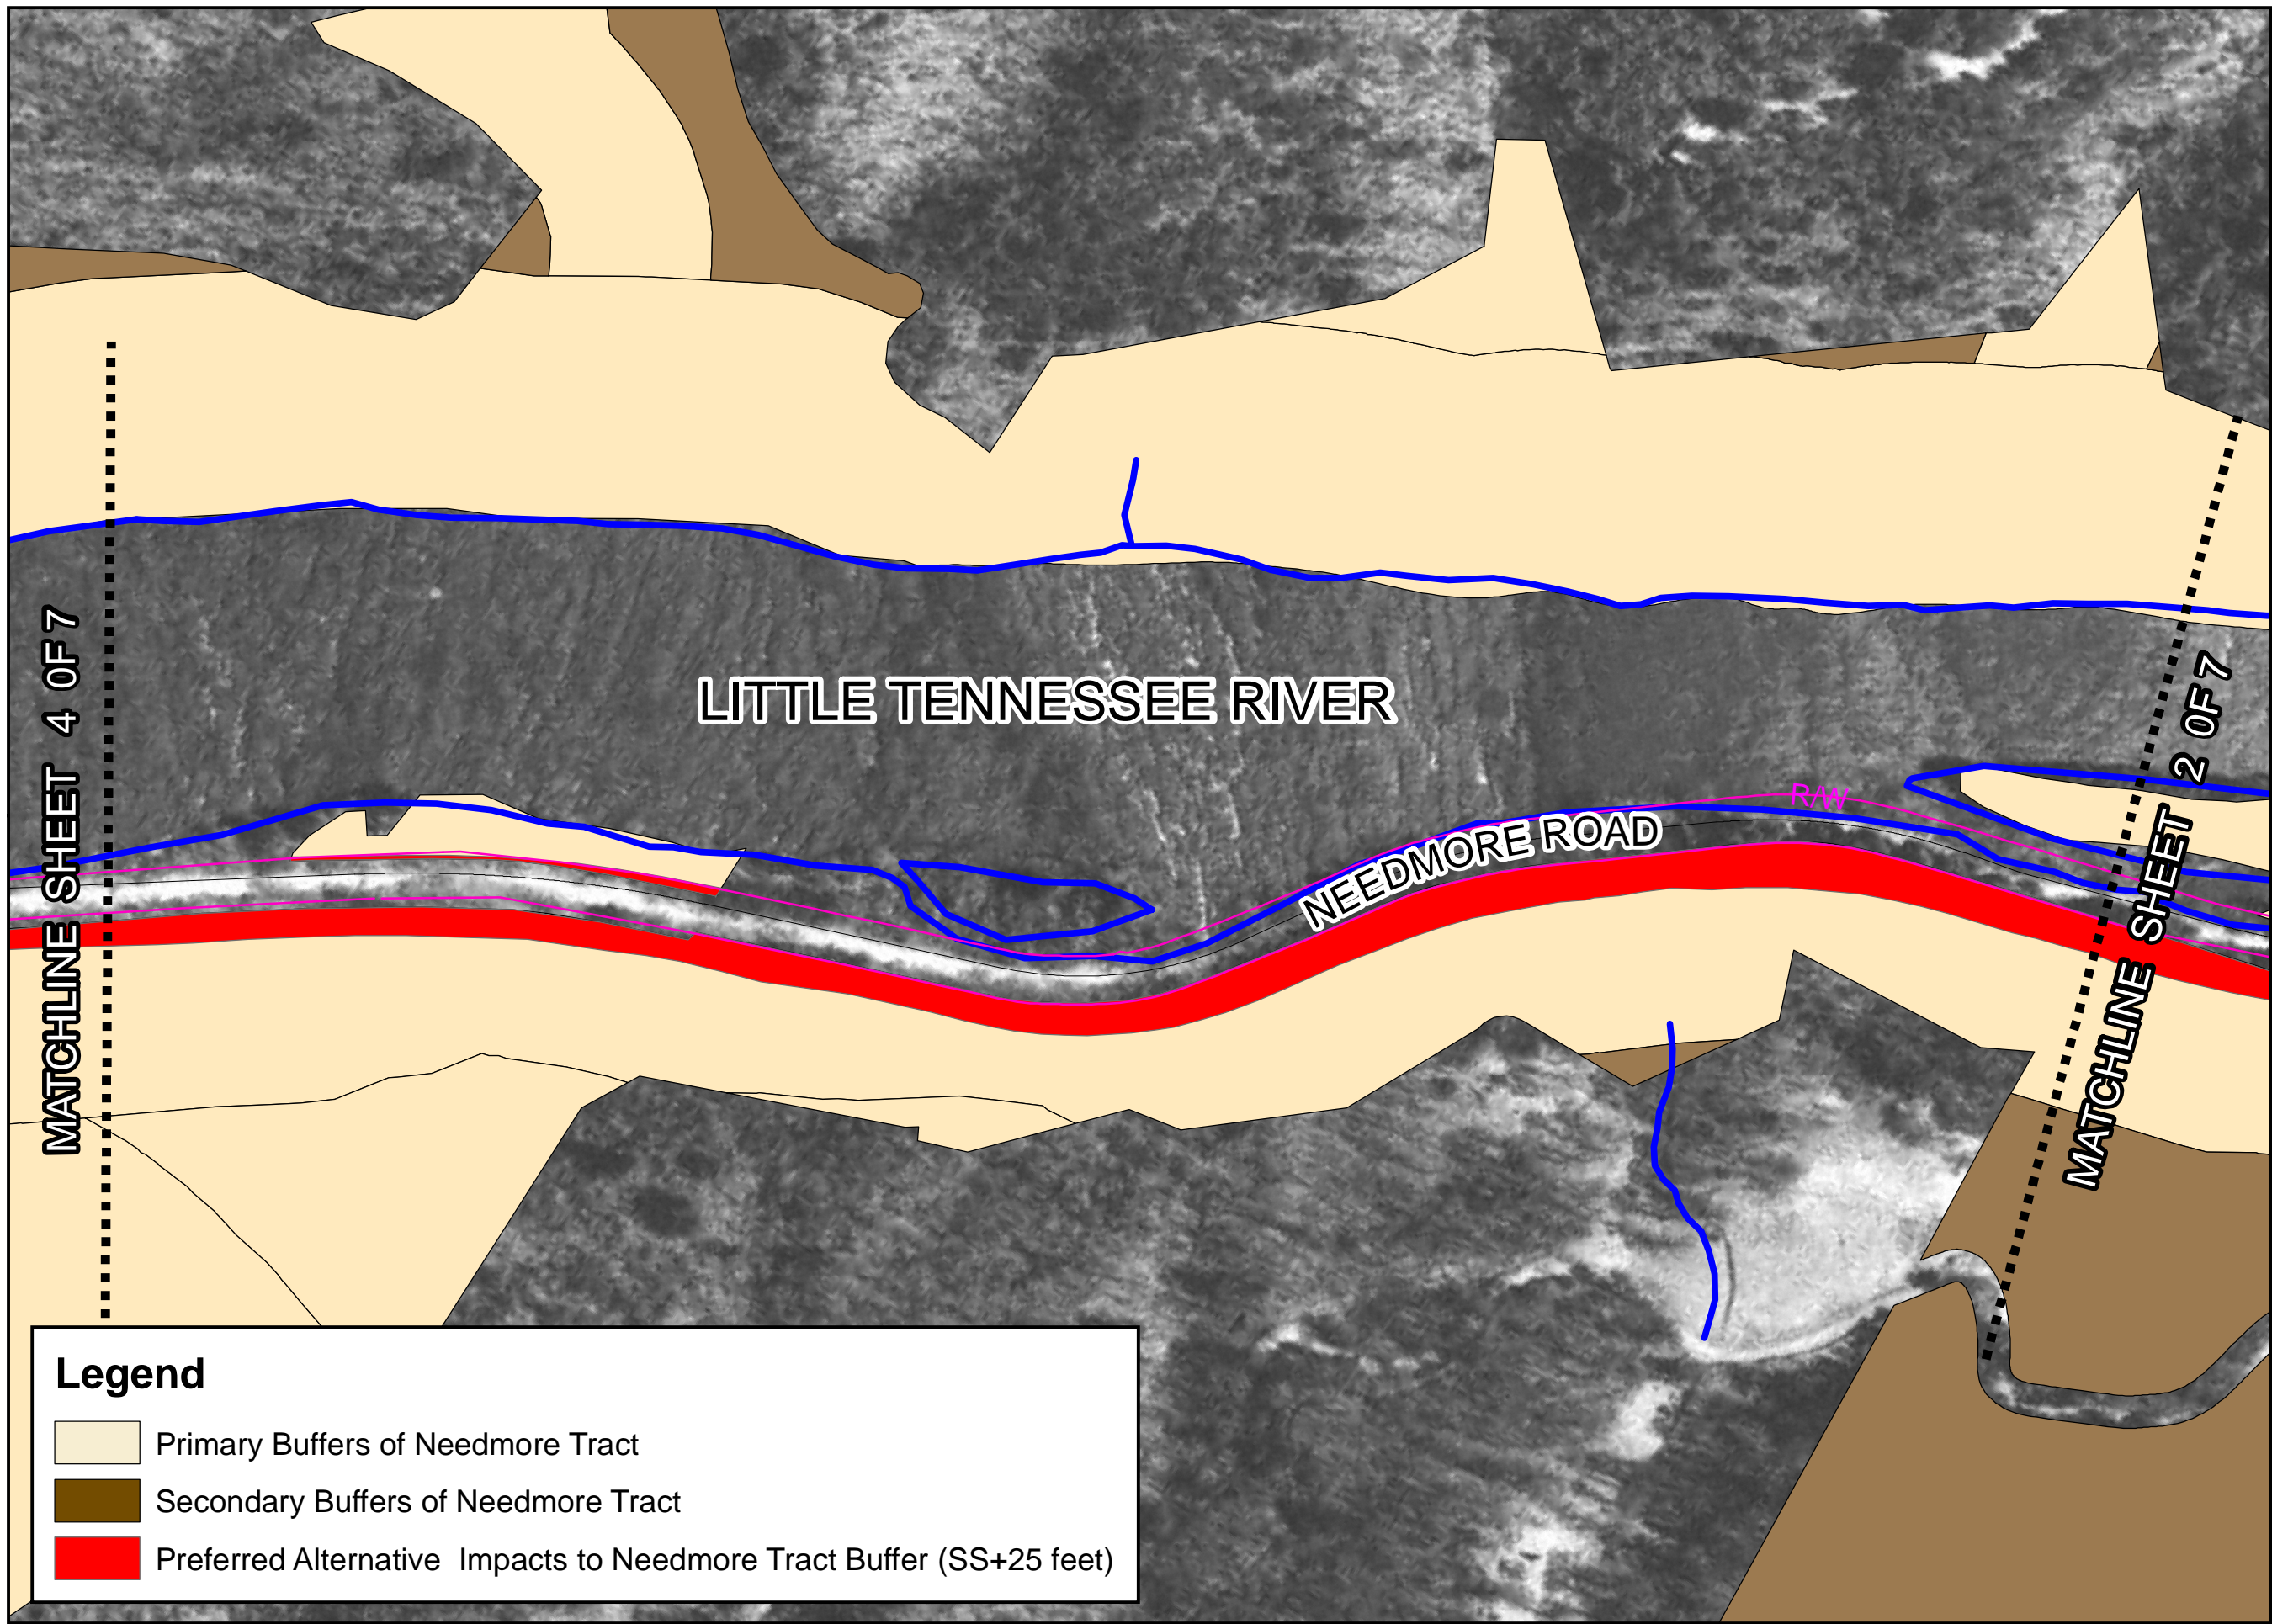 LITTLE TENNESSEE RIVER
R/W
NEEDMORE ROAD
MATCHLINE SHEET 4 0F 7
MATCHLINE SHEET 2 0F 7
Legend
Primary Buffers of Needmore Tract
Secondary Buffers of Needmore Tract
Preferred Alternative Impacts to Needmore Tract Buffer (SS+25 feet)